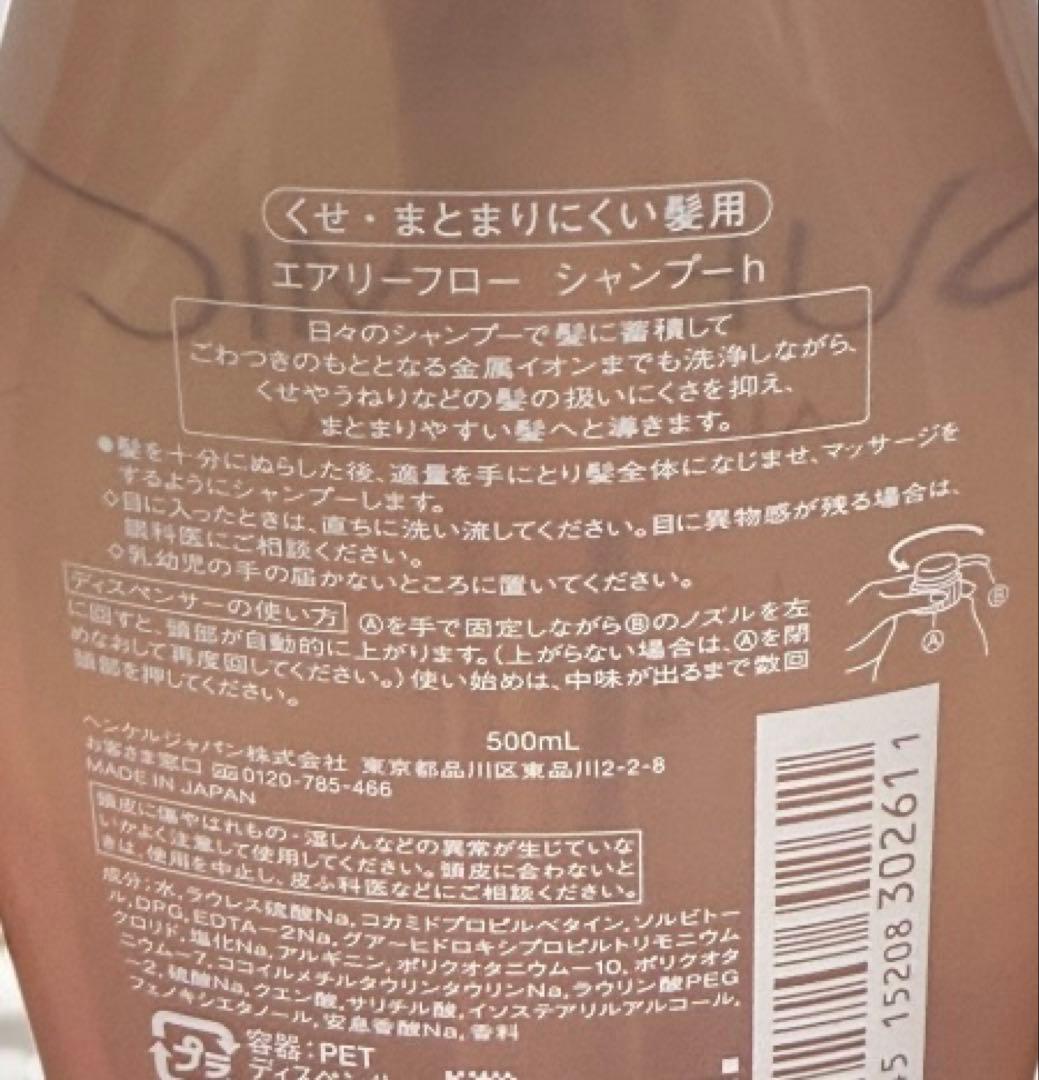 くせ・まとまりにくい髪用
エアリーフロー シャンプーh
日々のシャンプーで髪に蓄積して
ごわつきのもととなる金属イオンまでも洗浄しながら、
くせやうねりなどの髪の扱いにくさを抑え、
まとまりやすい髪へと導きます。
●髪を十分にぬらした後、適量を手にとり髪全体になじませ、マッサージを
するようにシャンプーします。
◇目に入ったときは、直ちに洗い流してください。目に異物感が残る場合は、
眼科医にご相談ください。
◇乳幼児の手の届かないところに置いてください。
ディスペンサーの使い方 Ⓐを手で固定しながらⒷのノズルを左
に回すと、頭部が自動的に上がります。(上がらない場合は、Ⓐを閉
めなおして再度回してください。)使い始めは、中味が出るまで数回
頭部を押してください。
Ⓑ
Ⓐ
500mL
ヘンケルジャパン株式会社 東京都品川区東品川2-2-8
お客さま窓口 0120-785-466
MADE IN JAPAN
頭皮に傷やはれもの・湿しんなどの異常が生じていな
いかよく注意して使用してください。頭皮に合わないと
きは、使用を中止し、皮ふ科医などにご相談ください。
成分:水、ラウレス硫酸Na、コカミドプロピルベタイン、ソルビトー
ル、DPG、EDTA-2Na、グアーヒドロキシプロピルトリモニウム
クロリド、塩化Na、アルギニン、ポリクオタニウム-10、ポリクオタ
ニウム-7、ココイルメチルタウリンタウリンNa、ラウリン酸PEG
-2、硫酸Na、クエン酸、サリチル酸、イソステアリルアルコール、
フェノキシエタノール、安息香酸Na、香料
プラ
容器:PET
ディスペン
45 15208 302611